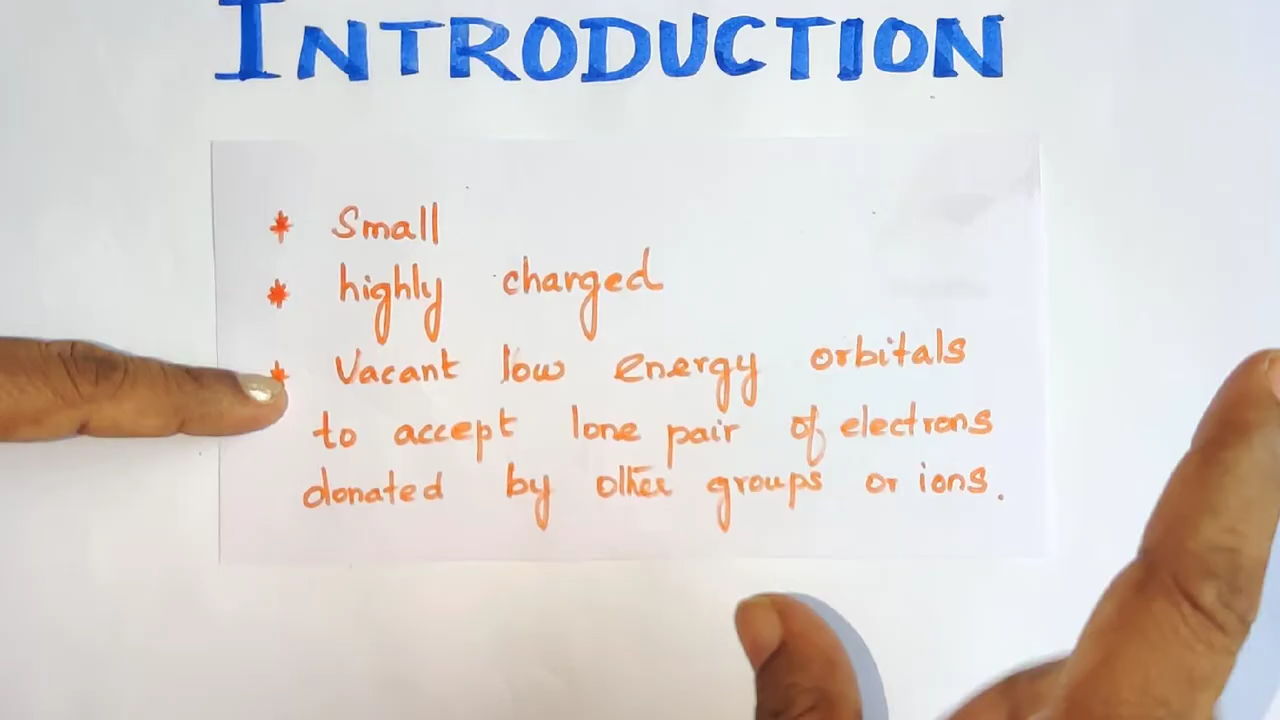 INTRODUCTION
* Small
* highly charged
* Vacant low energy orbitals
to accept lone pair of electrons
donated by other groups or ions.